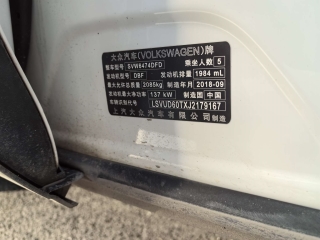 大众汽车(VOLKSWAGEN)牌
整车型号 SVW6474DFD 乘坐人数 5
发动机型号 DBF 发动机排量 1984 mL
最大允许总质量 2085kg 制造年月 2018-09
最大净功率 137 kW 制造国 中国
车辆识别代号 LSVUD60TXJ2179167
上汽大众汽车有限公司 制造